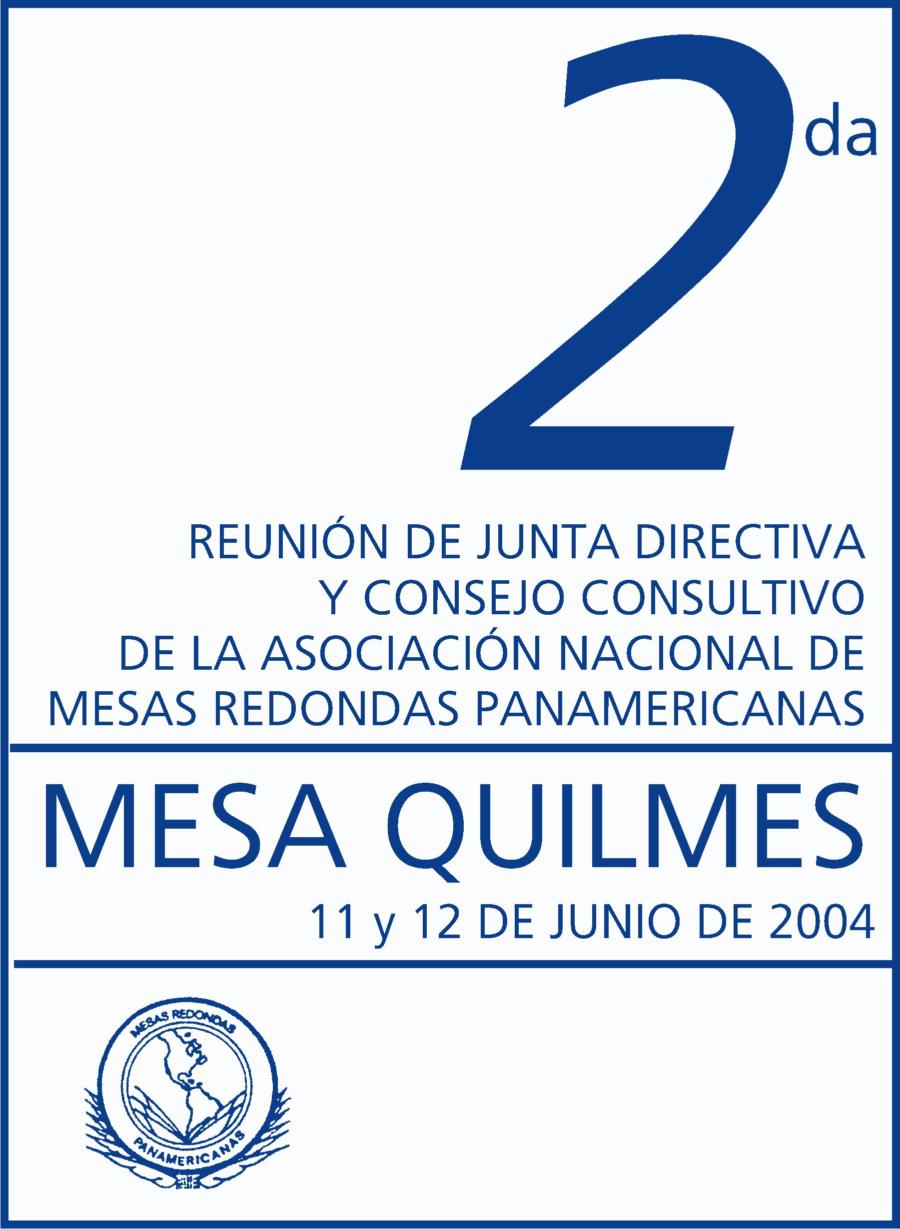 2da
REUNIÓN DE JUNTA DIRECTIVA
Y CONSEJO CONSULTIVO
DE LA ASOCIACIÓN NACIONAL DE
MESAS REDONDAS PANAMERICANAS
MESA QUILMES
11 y 12 DE JUNIO DE 2004
MESAS REDONDAS
PANAMERICANAS